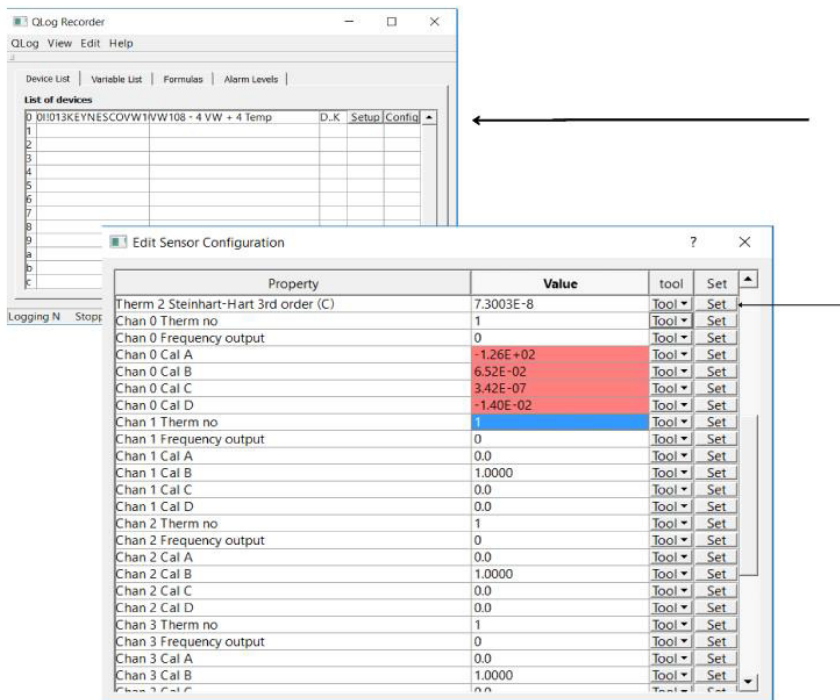 QLog Recorder
QLog View Edit Help
Device List Variable List Formulas Alarm Levels
List of devices
0 0I!013KEYNESCOVW1 VW108 - 4 VW + 4 Temp D..K Setup Config
1
2
3
4
5
6
7
8
9
a
b
c
Logging N Stopp
Edit Sensor Configuration ?
Property Value tool Set
Therm 2 Steinhart-Hart 3rd order (C) 7.3003E-8 Tool Set
Chan 0 Therm no 1 Tool Set
Chan 0 Frequency output 0 Tool Set
Chan 0 Cal A -1.26E+02 Tool Set
Chan 0 Cal B 6.52E-02 Tool Set
Chan 0 Cal C 3.42E-07 Tool Set
Chan 0 Cal D -1.40E-02 Tool Set
Chan 1 Therm no 1 Tool Set
Chan 1 Frequency output 0 Tool Set
Chan 1 Cal A 0.0 Tool Set
Chan 1 Cal B 1.0000 Tool Set
Chan 1 Cal C 0.0 Tool Set
Chan 1 Cal D 0.0 Tool Set
Chan 2 Therm no 1 Tool Set
Chan 2 Frequency output 0 Tool Set
Chan 2 Cal A 0.0 Tool Set
Chan 2 Cal B 1.0000 Tool Set
Chan 2 Cal C 0.0 Tool Set
Chan 2 Cal D 0.0 Tool Set
Chan 3 Therm no 1 Tool Set
Chan 3 Frequency output 0 Tool Set
Chan 3 Cal A 0.0 Tool Set
Chan 3 Cal B 1.0000 Tool Set